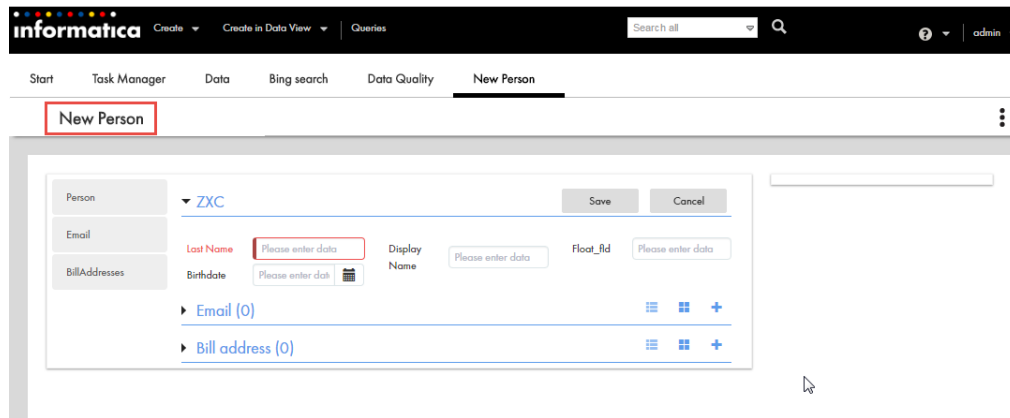 informatica Create Create in Data View Queries Search all admin
Start Task Manager Data Bing search Data Quality New Person
New Person
Person
Email
BillAddresses
ZXC Save Cancel
Last Name Please enter data Display Name Please enter data Float_fld Please enter data
Birthdate Please enter dat
Email (0)
Bill address (0)